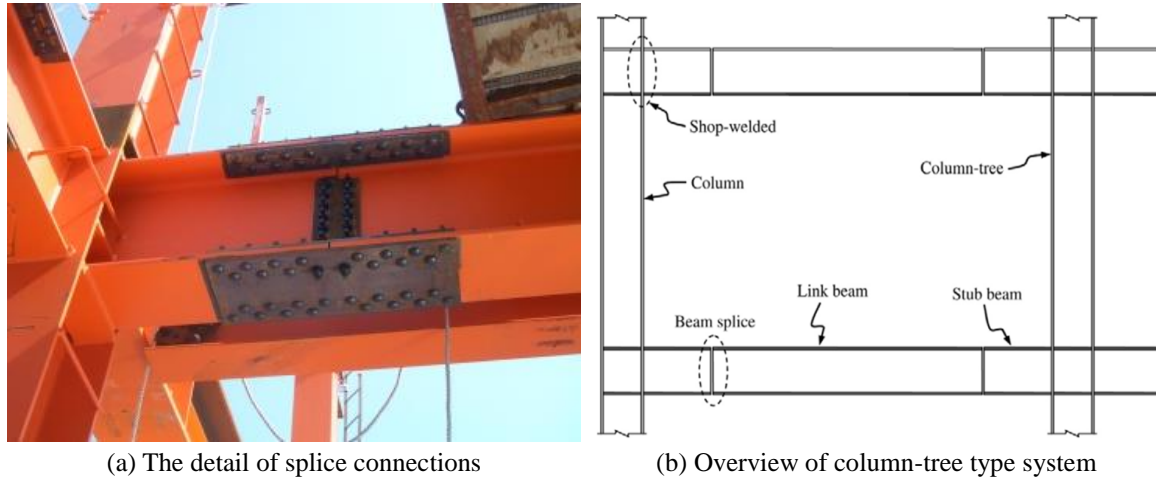 Shop-welded
Column-tree
Column
Link beam
Stub beam
Beam splice
(a) The detail of splice connections
(b) Overview of column-tree type system